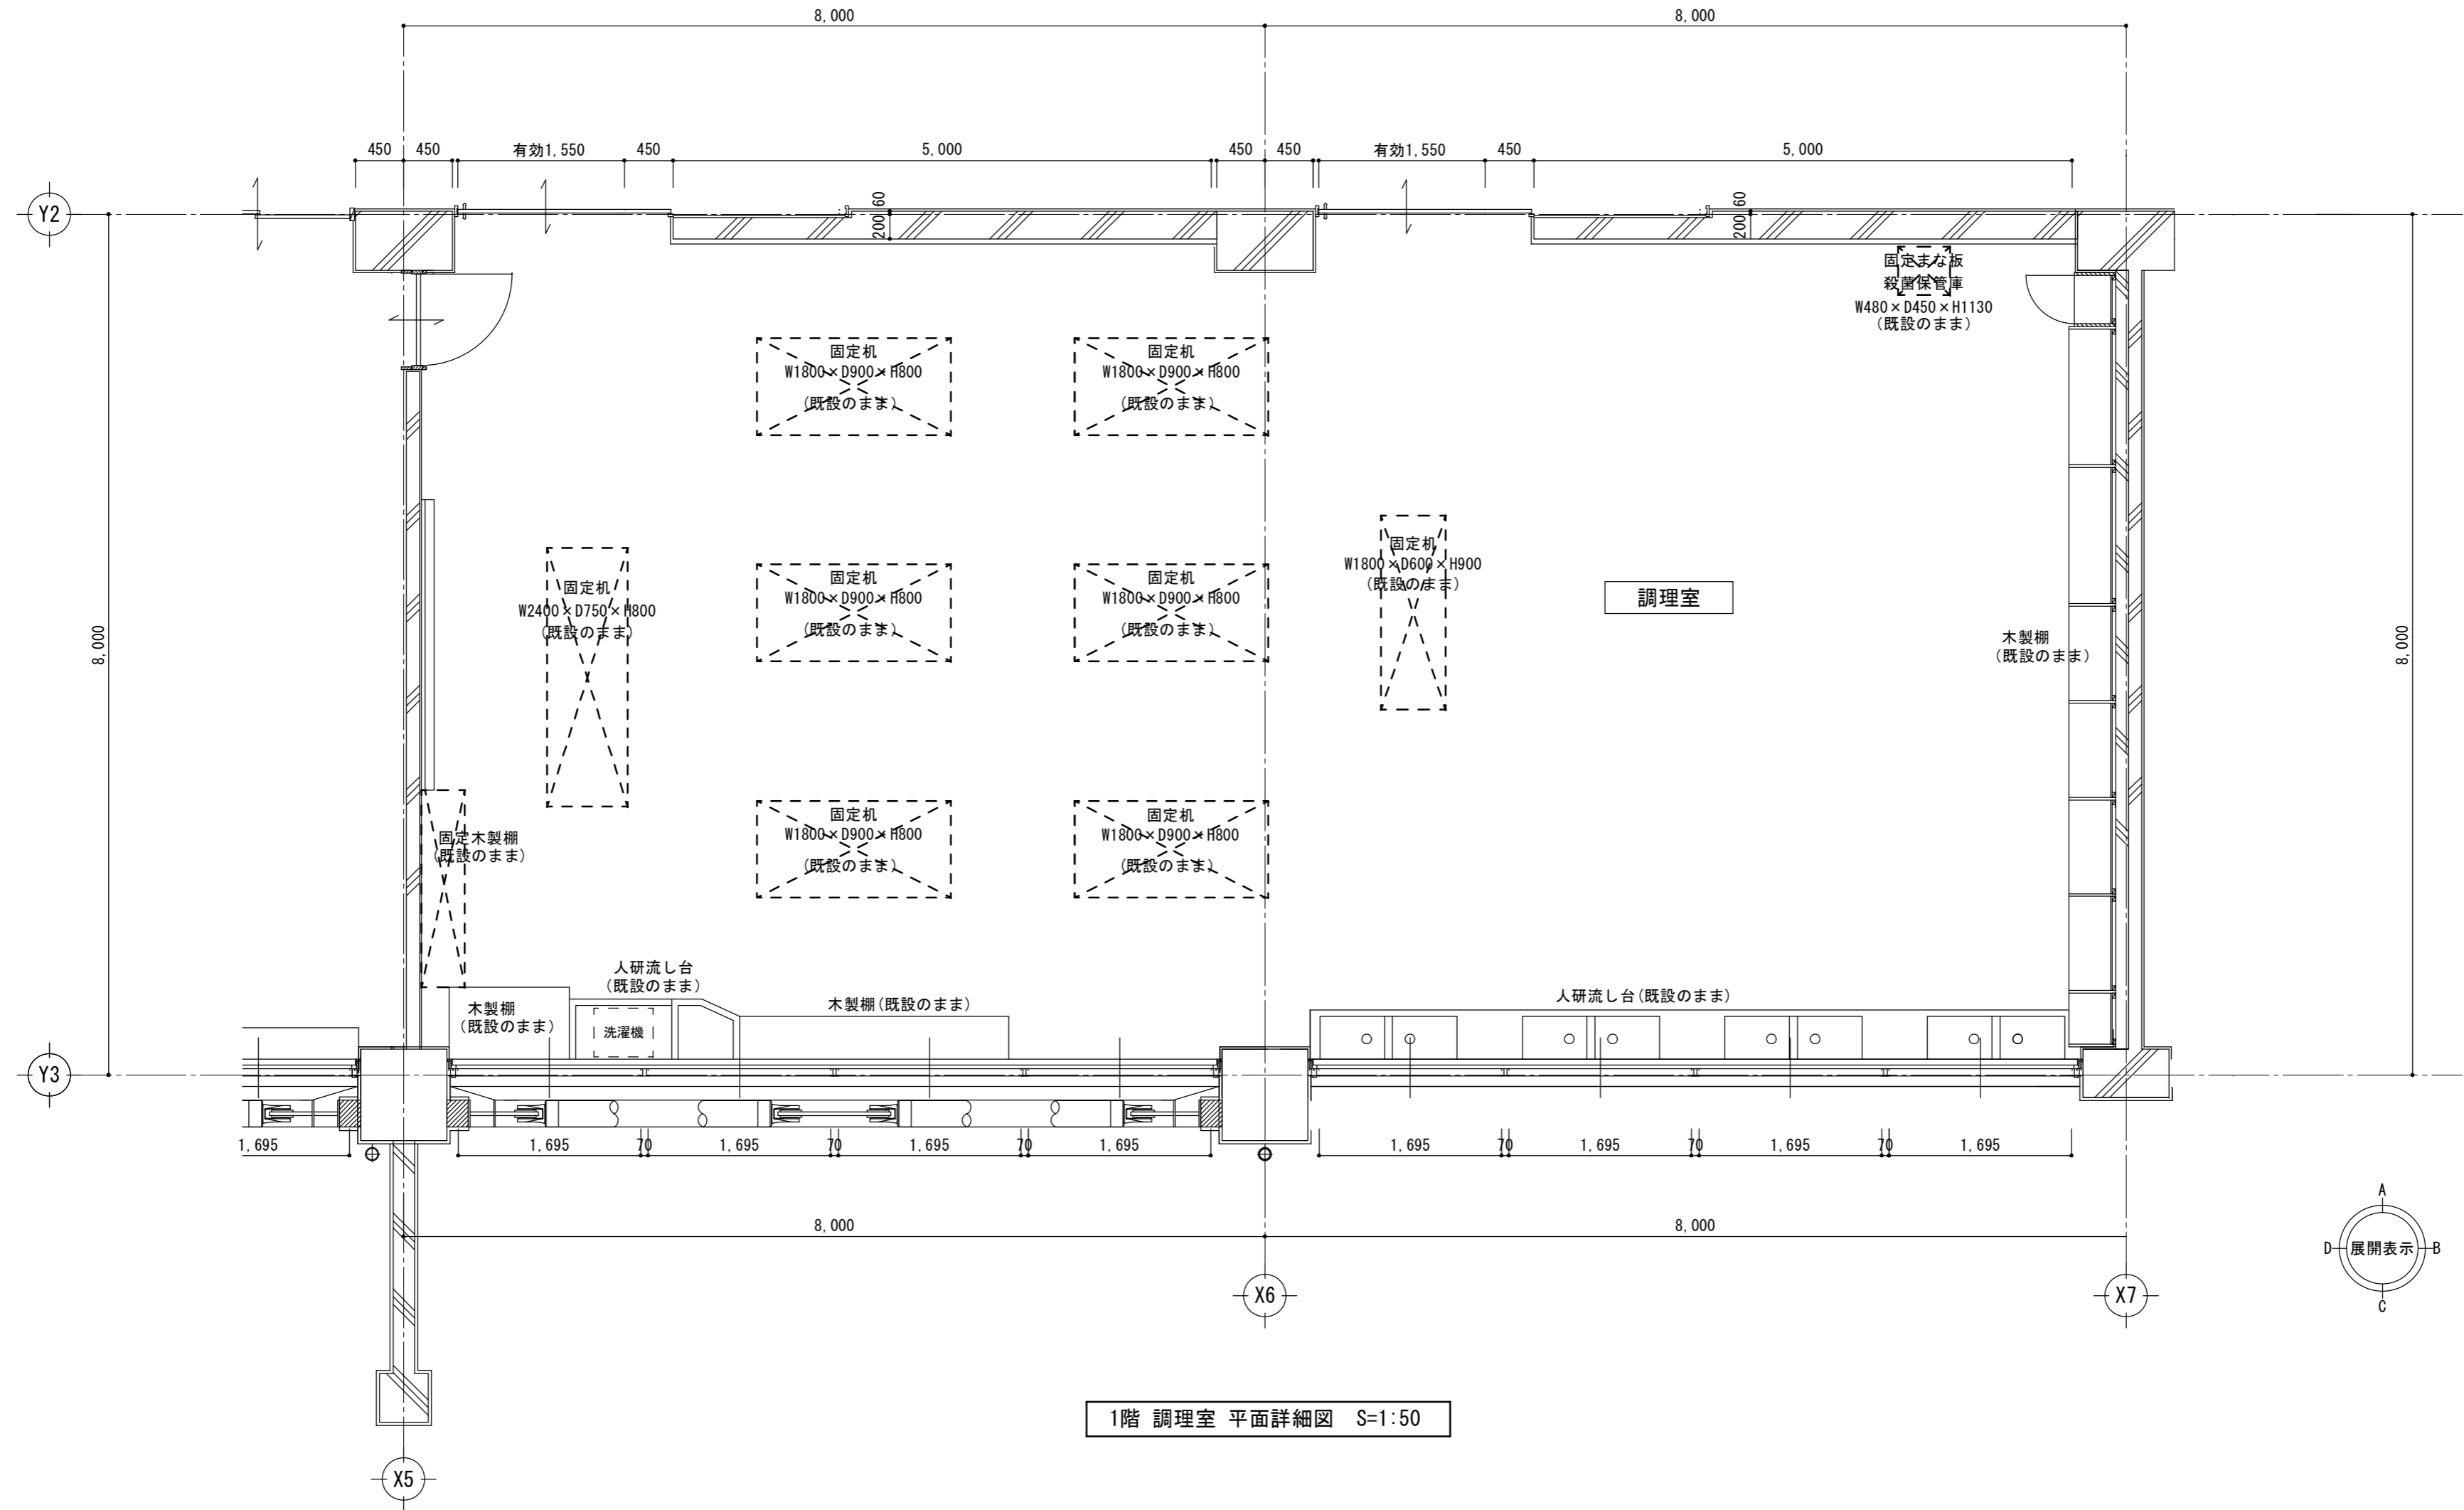 8,000
8,000
450
450
有効1,550
450
5,000
450
450
有効1,550
450
5,000
Y2
60
200
60
200
固定まな板
殺菌保管庫
W480×D450×H1130
(既設のまま)
固定机
W1800×D900×H800
(既設のまま)
固定机
W1800×D900×H800
(既設のまま)
固定机
W1800×D600×H900
(既設のまま)
固定机
W2400×D750×H800
(既設のまま)
固定机
W1800×D900×H800
(既設のまま)
固定机
W1800×D900×H800
(既設のまま)
調理室
8,000
木製棚
(既設のまま)
8,000
固定机
W1800×D900×H800
(既設のまま)
固定机
W1800×D900×H800
(既設のまま)
固定木製棚
(既設のまま)
人研流し台
(既設のまま)
木製棚
(既設のまま)
洗濯機
木製棚(既設のまま)
人研流し台(既設のまま)
Y3
1,695
1,695
70
1,695
70
1,695
70
1,695
1,695
70
1,695
70
1,695
70
1,695
8,000
8,000
A
D
展開表示
B
C
X6
X7
1階 調理室 平面詳細図 S=1:50
X5